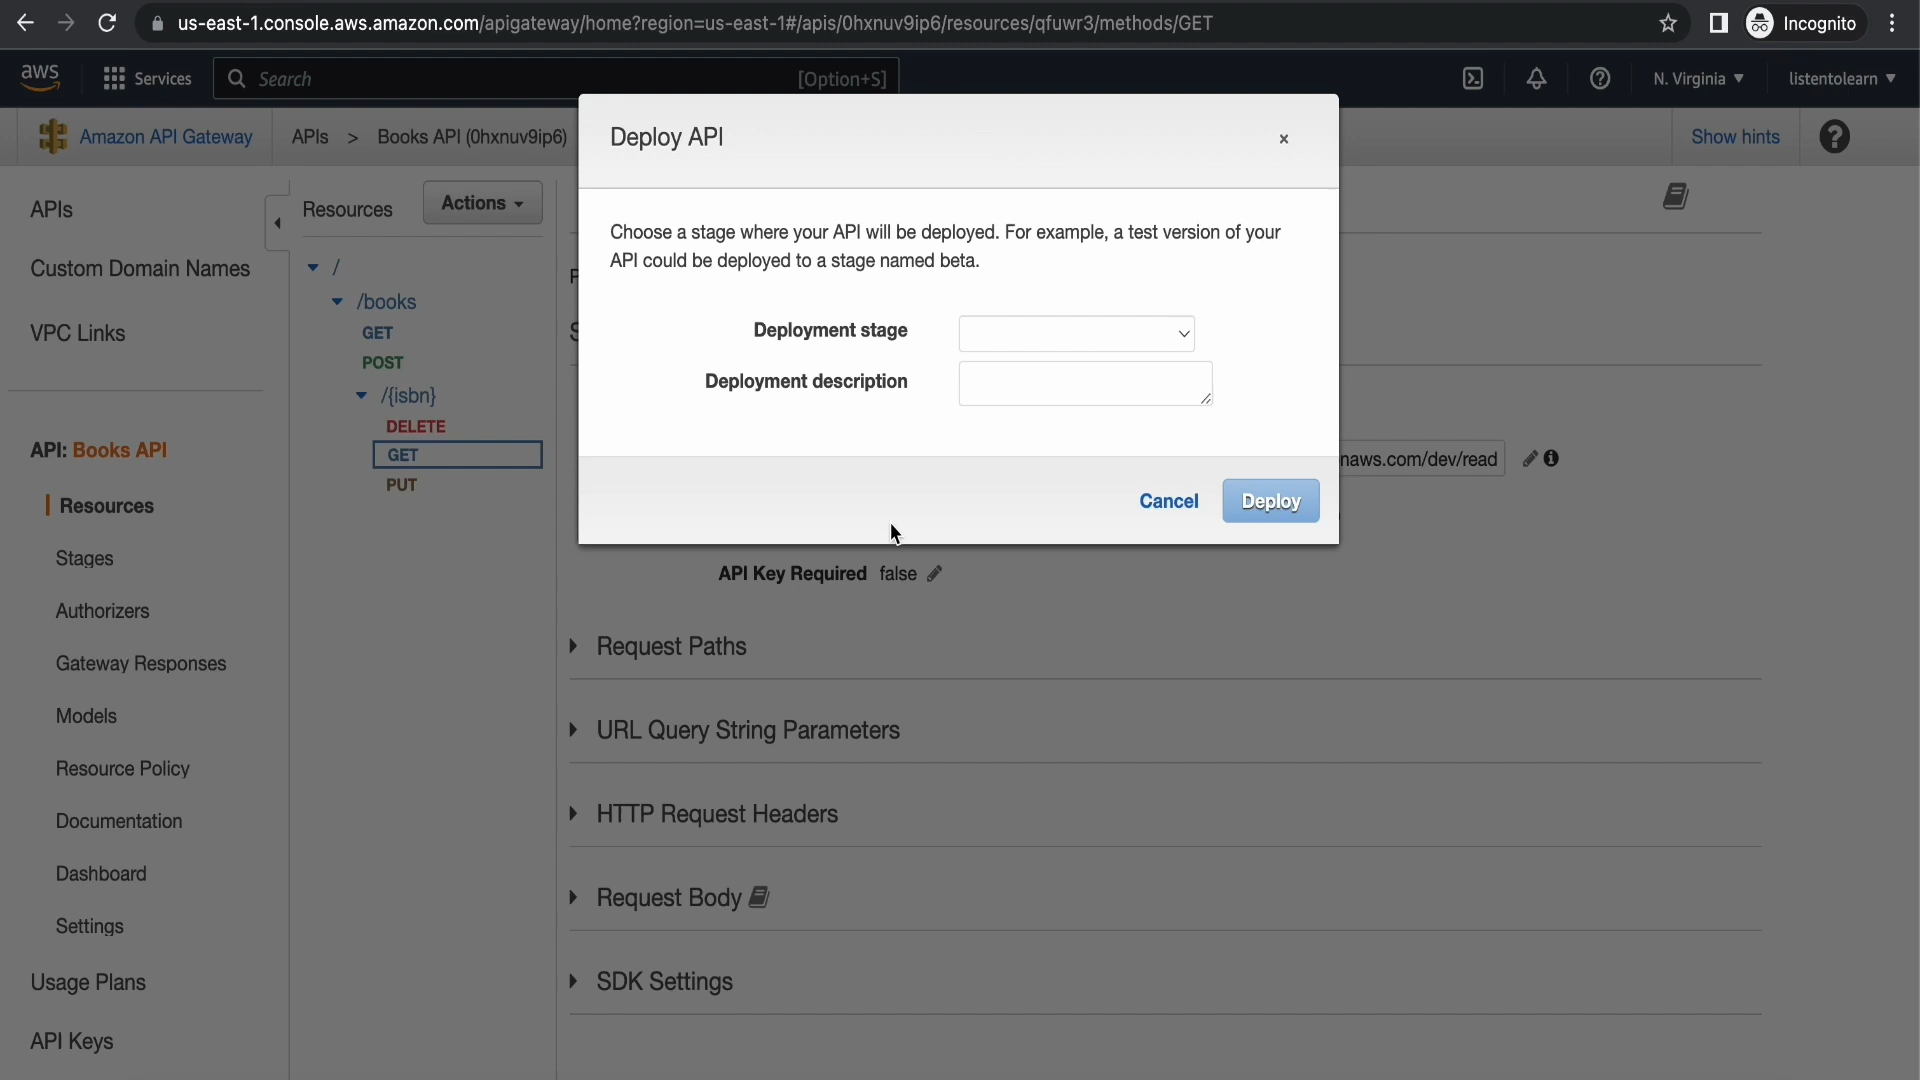 us-east-1.console.aws.amazon.com/apigateway/home?region=us-east-1#/apis/0hxnuv9ip6/resources/qfuwr3/methods/GET
Incognito
aws
Services
Search
[Option+S]
N. Virginia
listentolearn
Amazon API Gateway
APIs > Books API (0hxnuv9ip6)
Show hints
APIs
Custom Domain Names
VPC Links
API: Books API
Resources
Stages
Authorizers
Gateway Responses
Models
Resource Policy
Documentation
Dashboard
Settings
Usage Plans
API Keys
Resources
Actions
/
/books
GET
POST
/{isbn}
DELETE
GET
PUT
Deploy API
×
Choose a stage where your API will be deployed. For example, a test version of your
API could be deployed to a stage named beta.
Deployment stage
Deployment description
Cancel
Deploy
naws.com/dev/read
API Key Required false
Request Paths
URL Query String Parameters
HTTP Request Headers
Request Body
SDK Settings